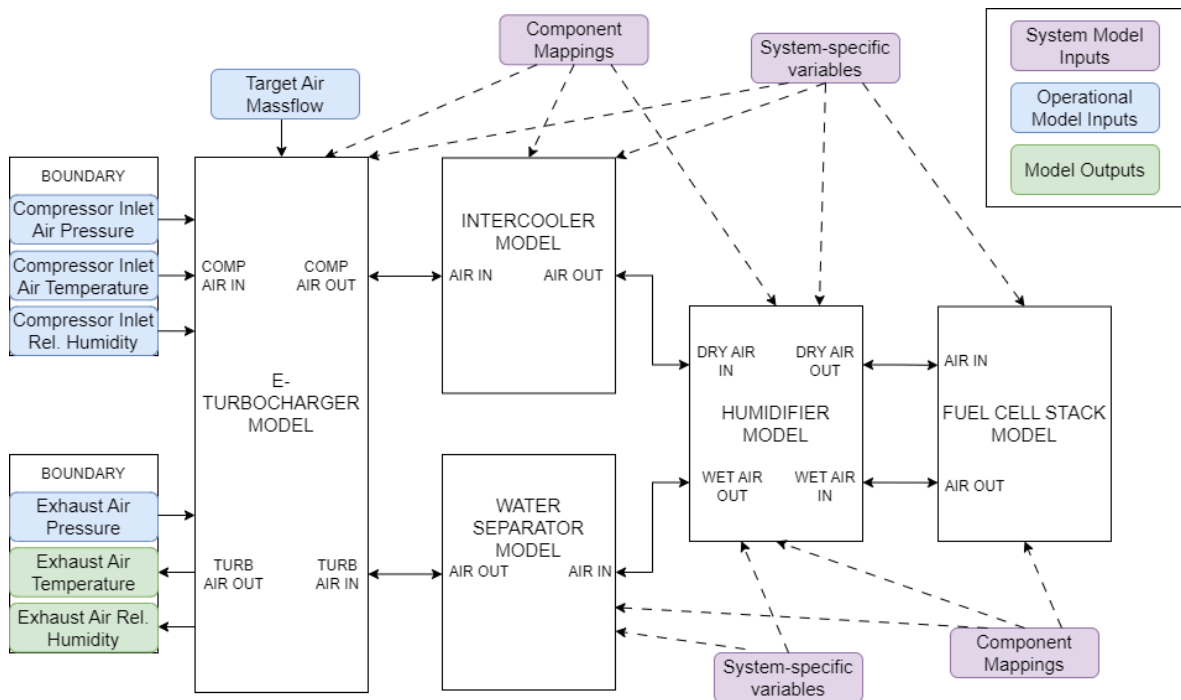 Component
Mappings
System-specific
variables
System Model
Inputs
Operational
Model Inputs
Model Outputs
Target Air
Massflow
BOUNDARY
Compressor Inlet
Air Pressure
Compressor Inlet
Air Temperature
Compressor Inlet
Rel. Humidity
COMP
AIR IN
COMP
AIR OUT
E-
TURBOCHARGER
MODEL
INTERCOOLER
MODEL
AIR IN
AIR OUT
DRY AIR
IN
DRY AIR
OUT
HUMIDIFIER
MODEL
WET AIR
OUT
WET AIR
IN
AIR IN
FUEL CELL STACK
MODEL
AIR OUT
BOUNDARY
Exhaust Air
Pressure
Exhaust Air
Temperature
Exhaust Air Rel.
Humidity
TURB
AIR OUT
TURB
AIR IN
WATER
SEPARATOR
MODEL
AIR OUT
AIR IN
System-specific
variables
Component
Mappings